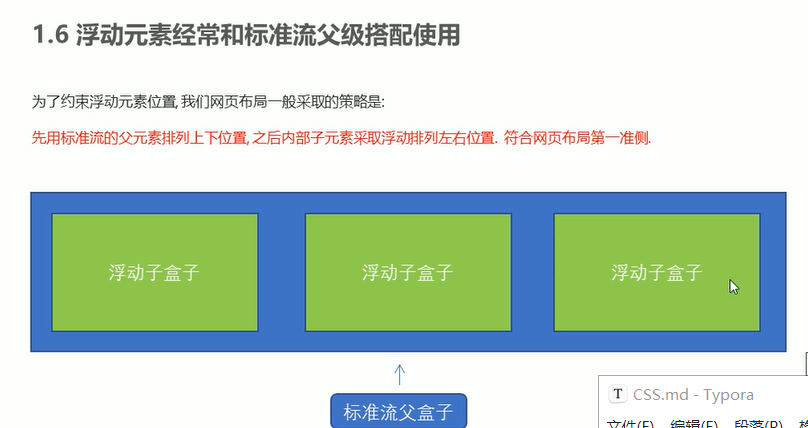 1.6 浮动元素经常和标准流父级搭配使用
为了约束浮动元素位置, 我们网页布局一般采取的策略是:
先用标准流的父元素排列上下位置, 之后内部子元素采取浮动排列左右位置. 符合网页布局第一准侧.
浮动子盒子 浮动子盒子 浮动子盒子
标准流父盒子
T CSS.md - Typora
文件(F) 编辑(E) 段落(P)